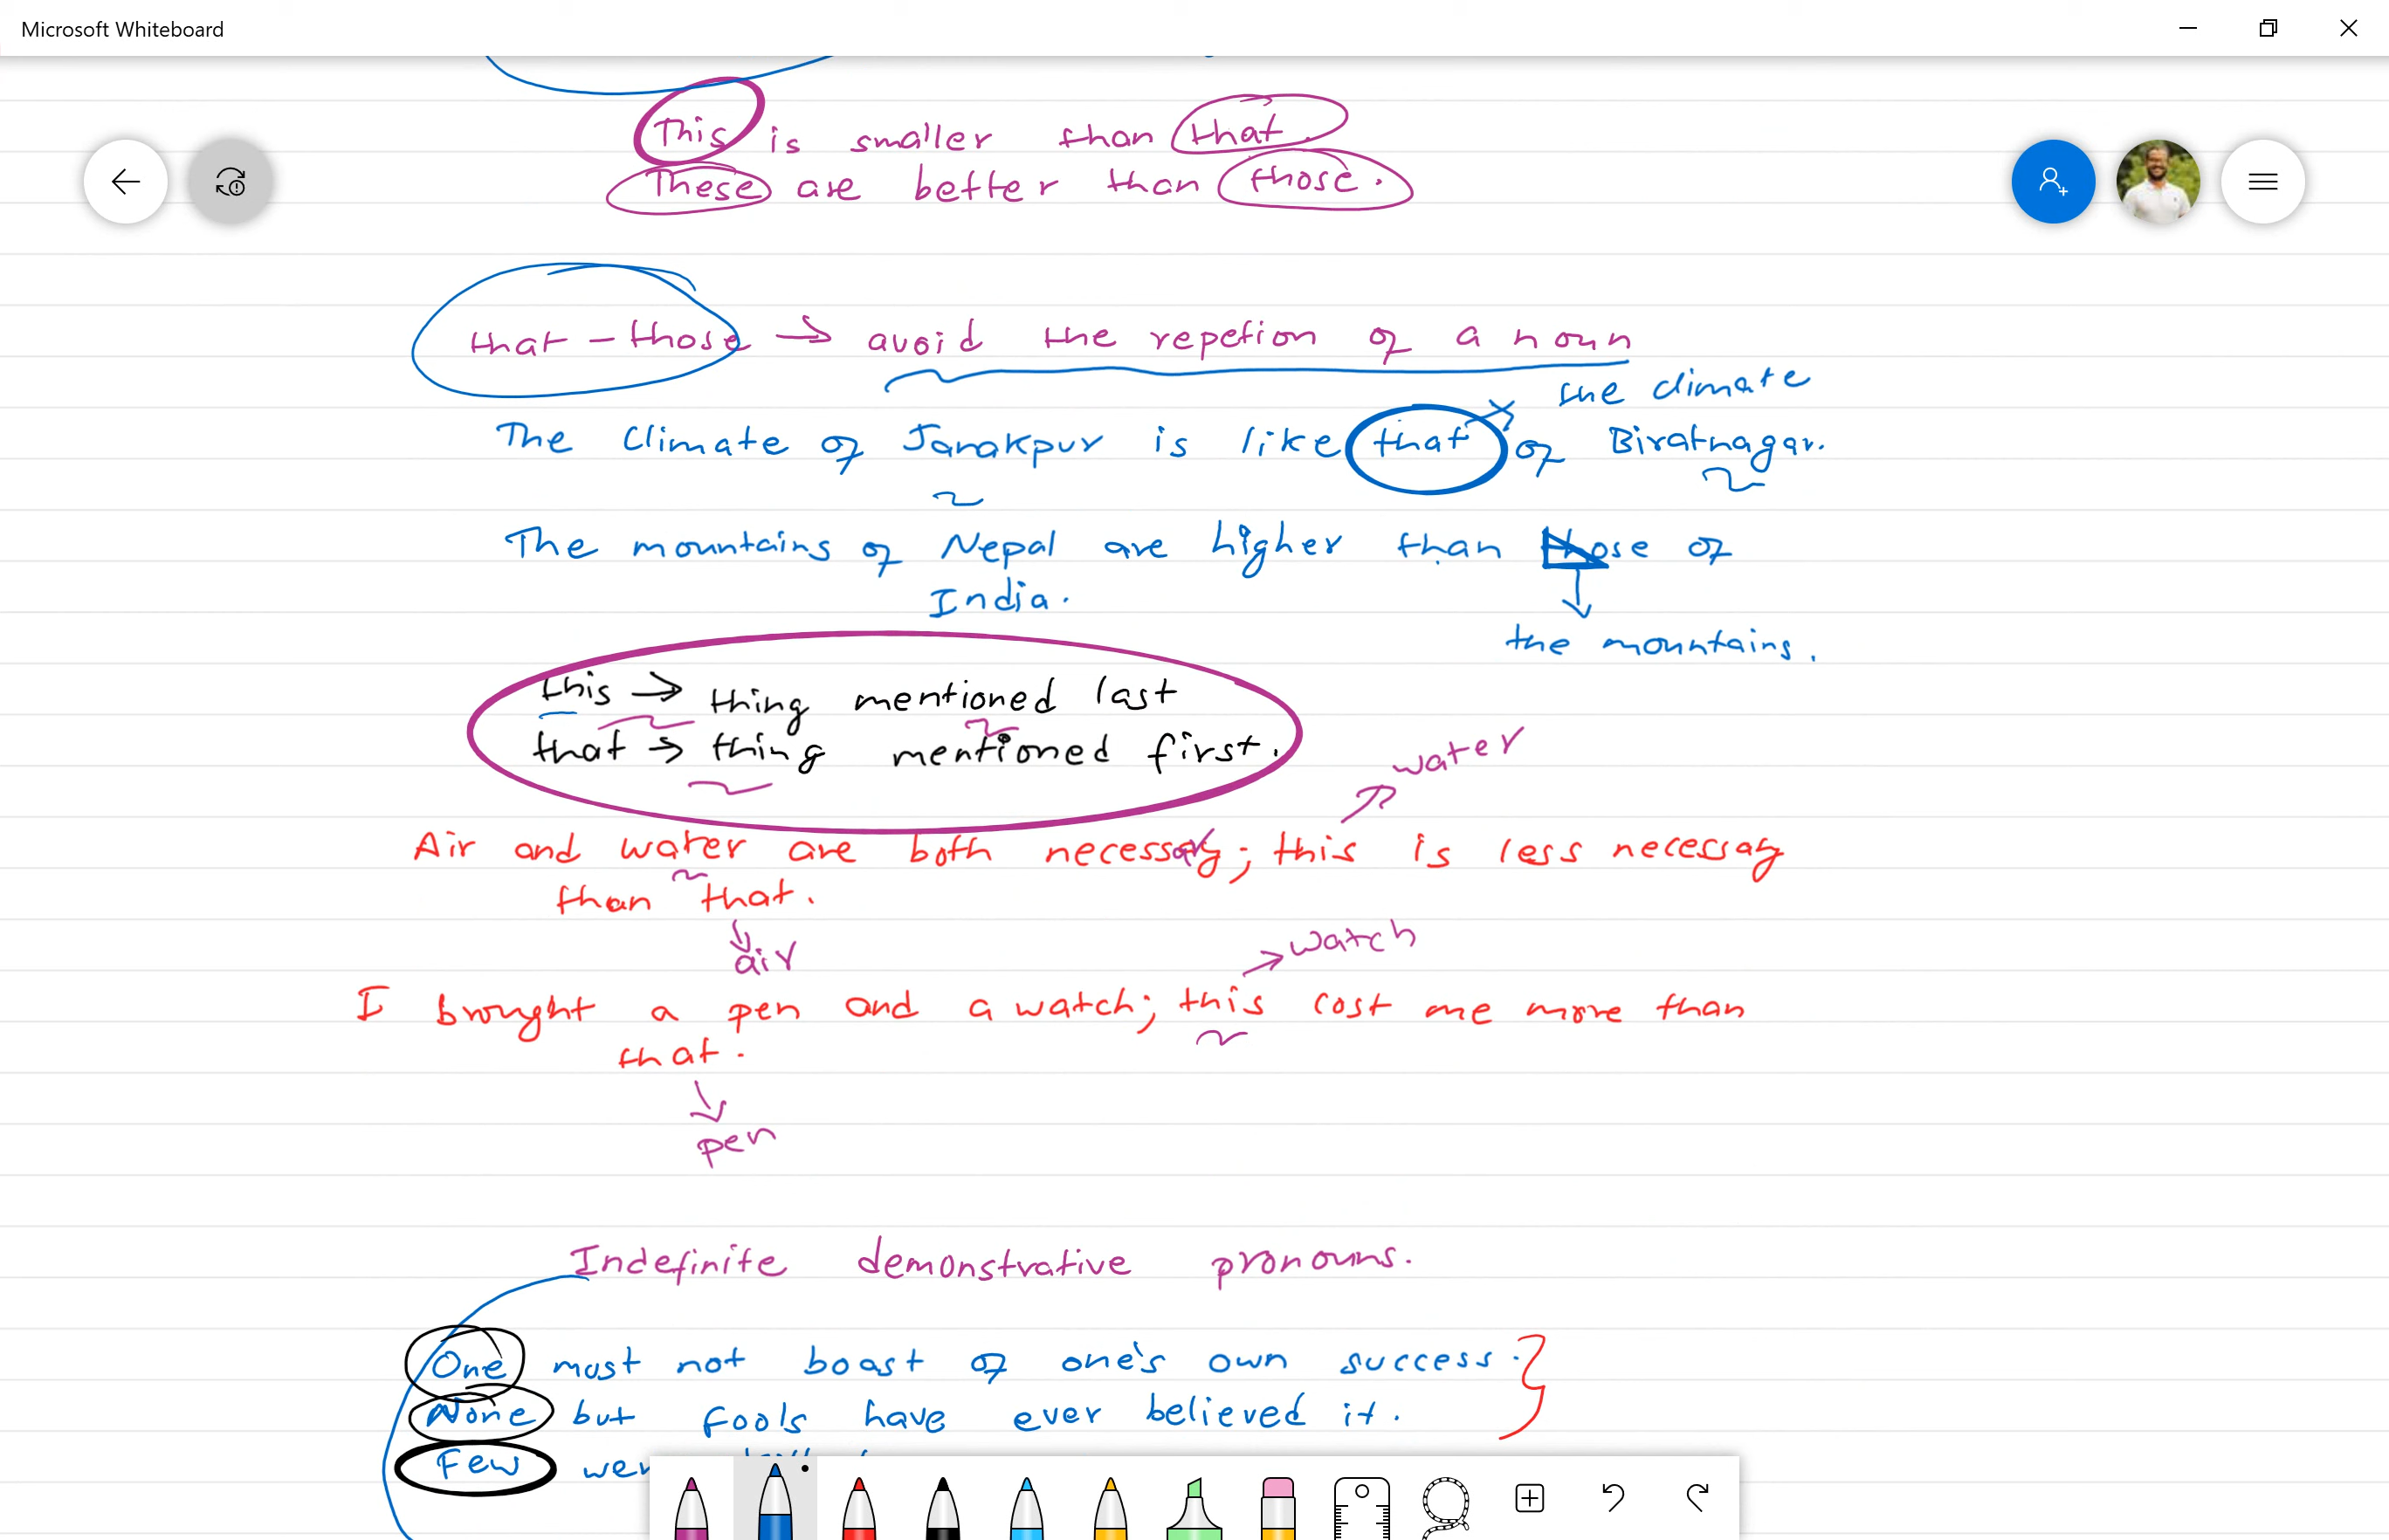 Microsoft Whiteboard
This is smaller than that.
These are better than those.
that - those → avoid the repetion of a noun
the climate
The climate of Janakpur is like that of Biratnagar.
The mountains of Nepal are higher than those of
India.
the mountains.
this → thing mentioned last
that → thing mentioned first.
water
Air and water are both necessary; this is less necessary
than that.
air
watch
I brought a pen and a watch; this cost me more than
that.
pen
Indefinite demonstrative pronouns.
One must not boast of one's own success.
None but fools have ever believed it.
Few